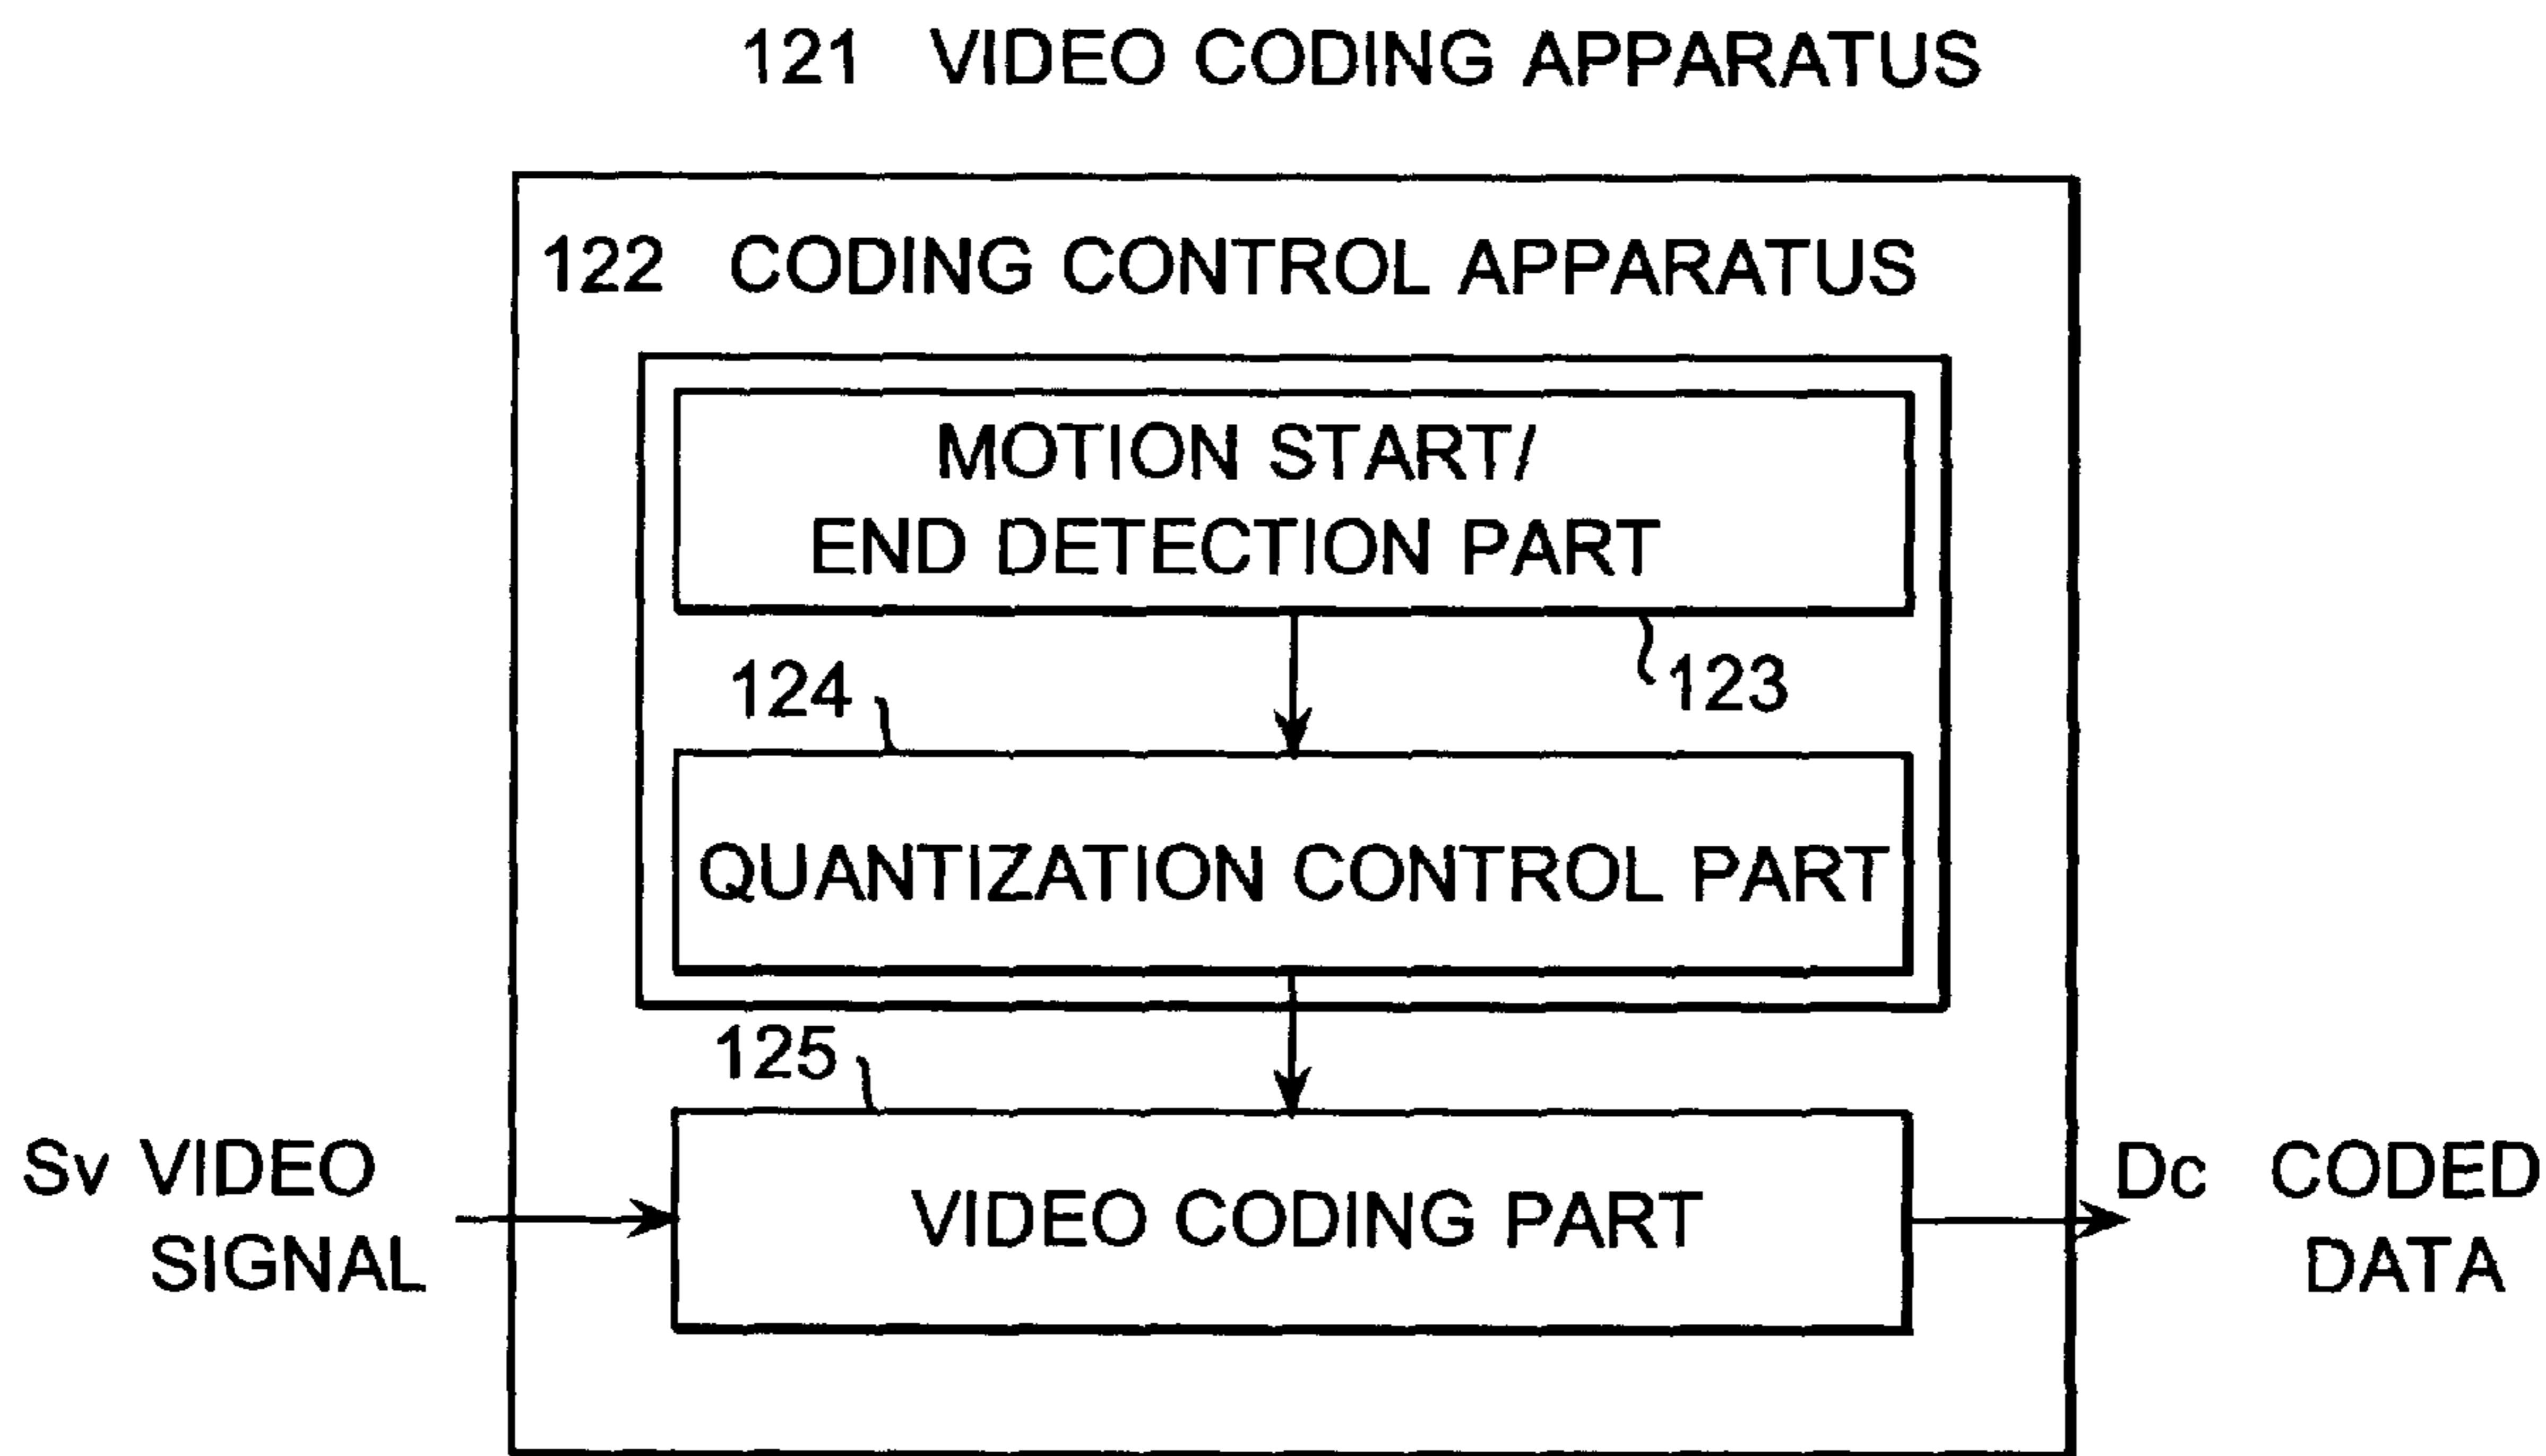 121 VIDEO CODING APPARATUS
122 CODING CONTROL APPARATUS
MOTION START/
END DETECTION PART
123
124
QUANTIZATION CONTROL PART
125
Sv VIDEO
SIGNAL
VIDEO CODING PART
Dc CODED
DATA